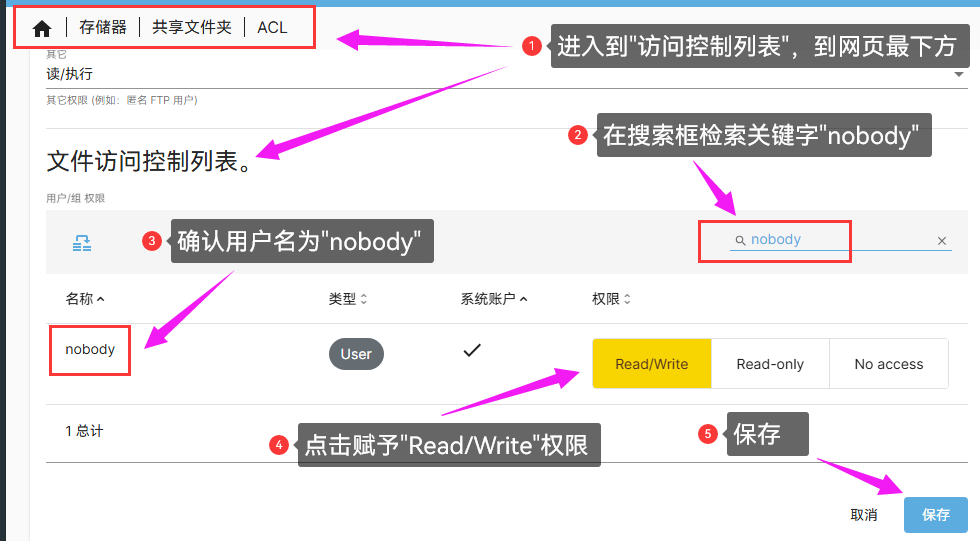 存储器 | 共享文件夹 | ACL
1 进入到"访问控制列表"，到网页最下方
其它
读/执行
其它权限 (例如：匿名 FTP 用户)
2 在搜索框检索关键字"nobody"
文件访问控制列表。
用户/组 权限
3 确认用户名为"nobody"
nobody
名称 类型 系统账户 权限
nobody User Read/Write Read-only No access
1 总计
4 点击赋予"Read/Write"权限
5 保存
取消 保存